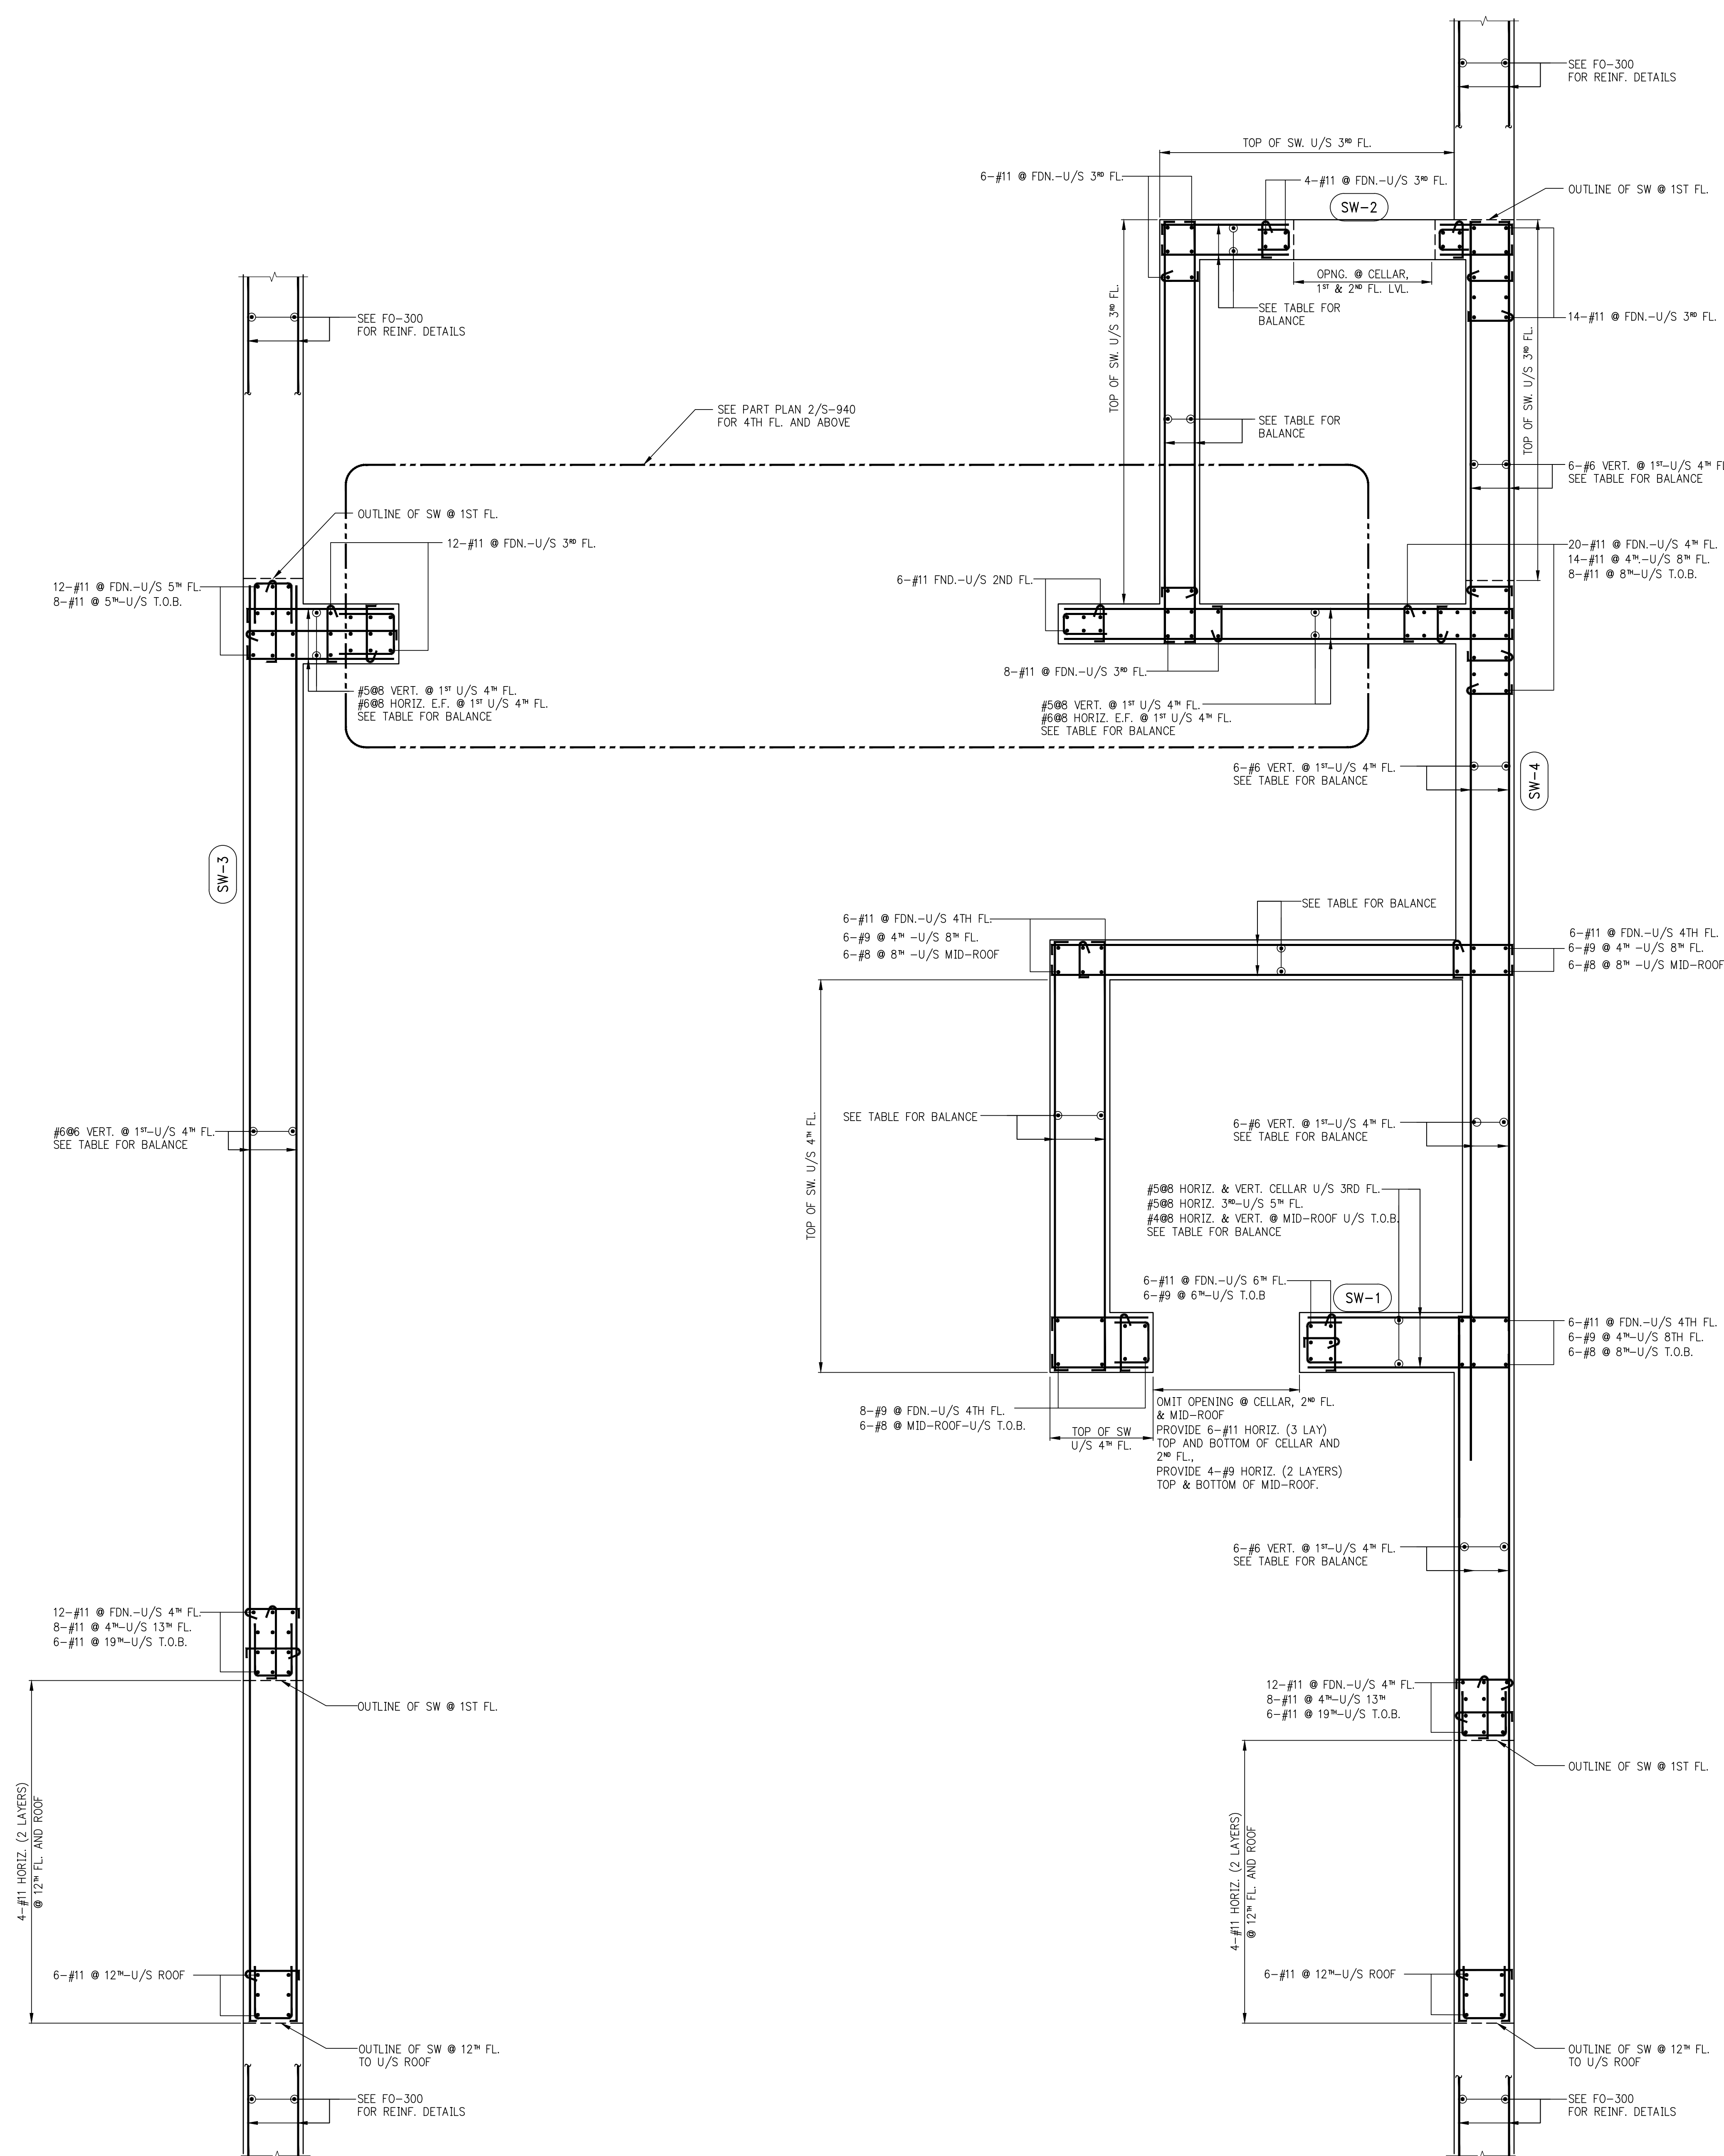 SEE FO-300
FOR REINF. DETAILS
TOP OF SW. U/S 3RD FL.
6-#11 @ FDN.-U/S 3RD FL.
4-#11 @ FDN.-U/S 3RD FL.
SW-2
OUTLINE OF SW @ 1ST FL.
OPNG. @ CELLAR,
1ST & 2ND FL. LVL.
SEE TABLE FOR
BALANCE
14-#11 @ FDN.-U/S 3RD FL.
SEE FO-300
FOR REINF. DETAILS
TOP OF SW. U/S 3RD FL.
TOP OF SW. U/S 3RD FL.
SEE PART PLAN 2/S-940
FOR 4TH FL. AND ABOVE
SEE TABLE FOR
BALANCE
6-#6 VERT. @ 1ST-U/S 4TH FL
SEE TABLE FOR BALANCE
OUTLINE OF SW @ 1ST FL.
12-#11 @ FDN.-U/S 3RD FL.
20-#11 @ FDN.-U/S 4TH FL.
14-#11 @ 4TH.-U/S 8TH FL.
8-#11 @ 8TH-U/S T.O.B.
12-#11 @ FDN.-U/S 5TH FL.
8-#11 @ 5TH-U/S T.O.B.
6-#11 FND.-U/S 2ND FL.
8-#11 @ FDN.-U/S 3RD FL.
#5@8 VERT. @ 1ST U/S 4TH FL.
#6@8 HORIZ. E.F. @ 1ST U/S 4TH FL.
SEE TABLE FOR BALANCE
#5@8 VERT. @ 1ST U/S 4TH FL.
#6@8 HORIZ. E.F. @ 1ST U/S 4TH FL.
SEE TABLE FOR BALANCE
6-#6 VERT. @ 1ST-U/S 4TH FL.
SEE TABLE FOR BALANCE
SW-4
SW-3
SEE TABLE FOR BALANCE
6-#11 @ FDN.-U/S 4TH FL.
6-#9 @ 4TH -U/S 8TH FL.
6-#8 @ 8TH -U/S MID-ROOF
6-#11 @ FDN.-U/S 4TH FL.
6-#9 @ 4TH -U/S 8TH FL.
6-#8 @ 8TH -U/S MID-ROOF
TOP OF SW. U/S 4TH FL.
SEE TABLE FOR BALANCE
6-#6 VERT. @ 1ST-U/S 4TH FL.
SEE TABLE FOR BALANCE
#6@6 VERT. @ 1ST-U/S 4TH FL.
SEE TABLE FOR BALANCE
#5@8 HORIZ. & VERT. CELLAR U/S 3RD FL.
#5@8 HORIZ. 3RD-U/S 5TH FL.
#4@8 HORIZ. & VERT. @ MID-ROOF U/S T.O.B.
SEE TABLE FOR BALANCE
6-#11 @ FDN.-U/S 6TH FL.
6-#9 @ 6TH-U/S T.O.B
SW-1
6-#11 @ FDN.-U/S 4TH FL.
6-#9 @ 4TH-U/S 8TH FL.
6-#8 @ 8TH-U/S T.O.B.
8-#9 @ FDN.-U/S 4TH FL.
6-#8 @ MID-ROOF-U/S T.O.B.
TOP OF SW
U/S 4TH FL.
OMIT OPENING @ CELLAR, 2ND FL.
& MID-ROOF
PROVIDE 6-#11 HORIZ. (3 LAY)
TOP AND BOTTOM OF CELLAR AND
2ND FL.,
PROVIDE 4-#9 HORIZ. (2 LAYERS)
TOP & BOTTOM OF MID-ROOF.
6-#6 VERT. @ 1ST-U/S 4TH FL.
SEE TABLE FOR BALANCE
12-#11 @ FDN.-U/S 4TH FL.
8-#11 @ 4TH-U/S 13TH FL.
6-#11 @ 19TH-U/S T.O.B.
OUTLINE OF SW @ 1ST FL.
12-#11 @ FDN.-U/S 4TH FL.
8-#11 @ 4TH-U/S 13TH
6-#11 @ 19TH-U/S T.O.B.
OUTLINE OF SW @ 1ST FL.
4-#11 HORIZ. (2 LAYERS)
@ 12TH FL. AND ROOF
4-#11 HORIZ. (2 LAYERS)
@ 12TH FL. AND ROOF
6-#11 @ 12TH-U/S ROOF
6-#11 @ 12TH-U/S ROOF
OUTLINE OF SW @ 12TH FL.
TO U/S ROOF
OUTLINE OF SW @ 12TH FL.
TO U/S ROOF
SEE FO-300
FOR REINF. DETAILS
SEE FO-300
FOR REINF. DETAILS